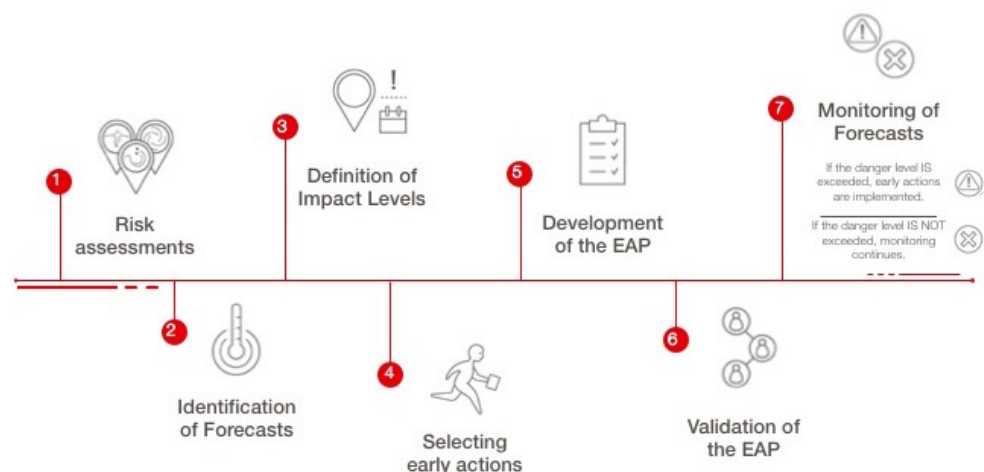 1
Risk
assessments
2
Identification
of Forecasts
3
!
Definition of
Impact Levels
4
Selecting
early actions
5
Development
of the EAP
6
Validation of
the EAP
7
!
Monitoring of
Forecasts
If the danger level IS
exceeded, early actions
are implemented.
!
If the danger level IS NOT
exceeded, monitoring
continues.